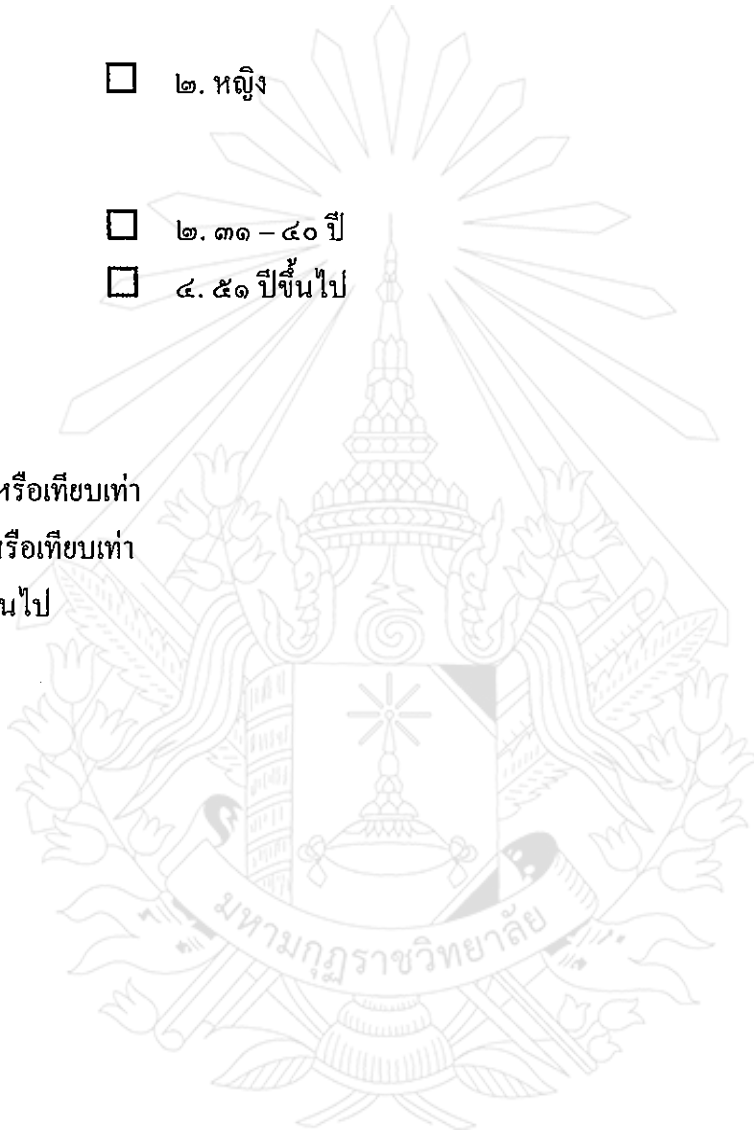 ☐ ๒. หญิง
☐ ๒. ๓๑ – ๔๐ ปี
☐ ๔. ๕๑ ปีขึ้นไป
หรือเทียบเท่า
หรือเทียบเท่า
นไป
มหามกุฏราชวิทยาลัย